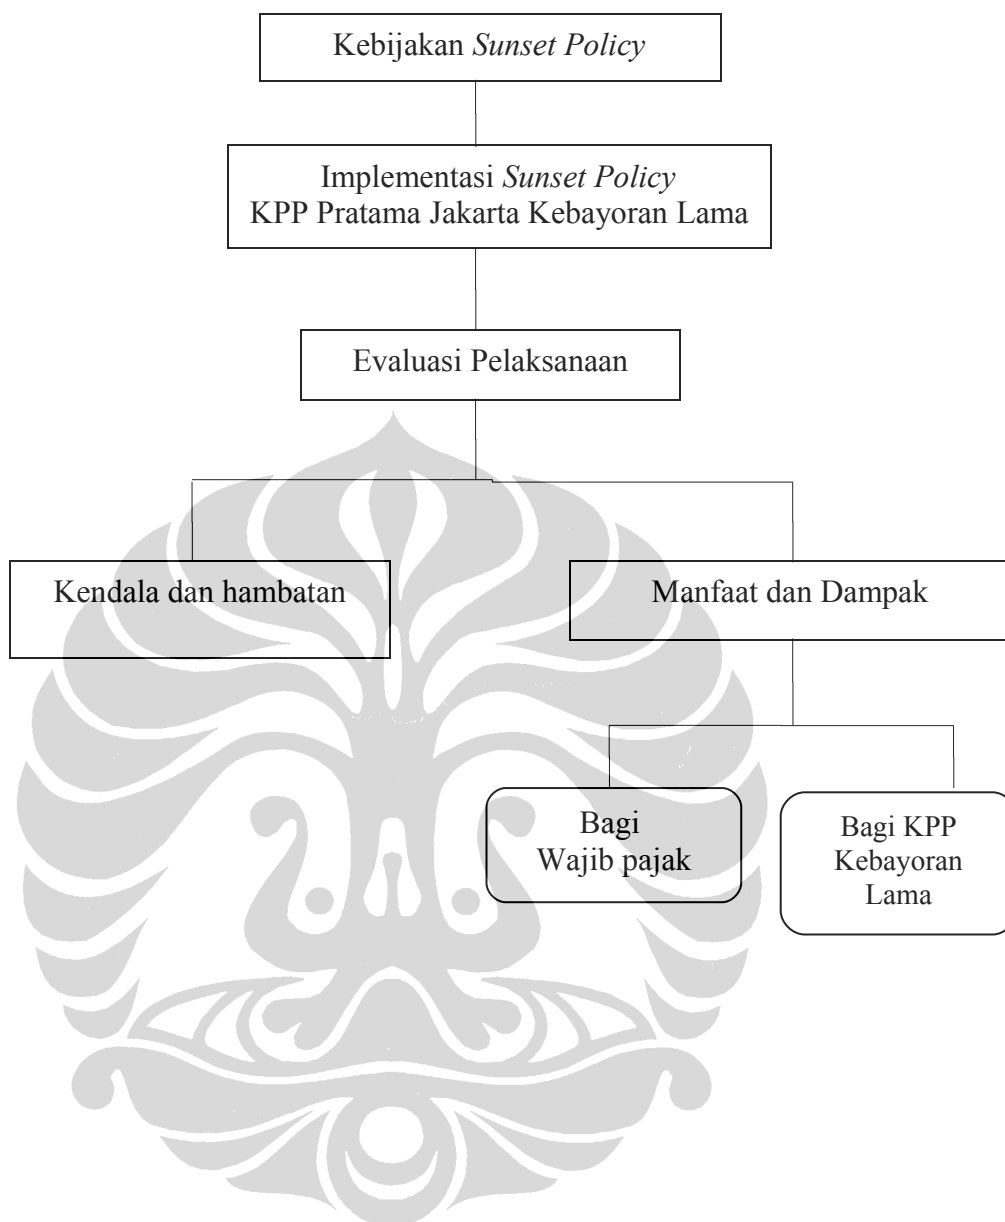 Kebijakan Sunset Policy
Implementasi Sunset Policy
KPP Pratama Jakarta Kebayoran Lama
Evaluasi Pelaksanaan
Kendala dan hambatan
Manfaat dan Dampak
Bagi
Wajib pajak
Bagi KPP
Kebayoran
Lama